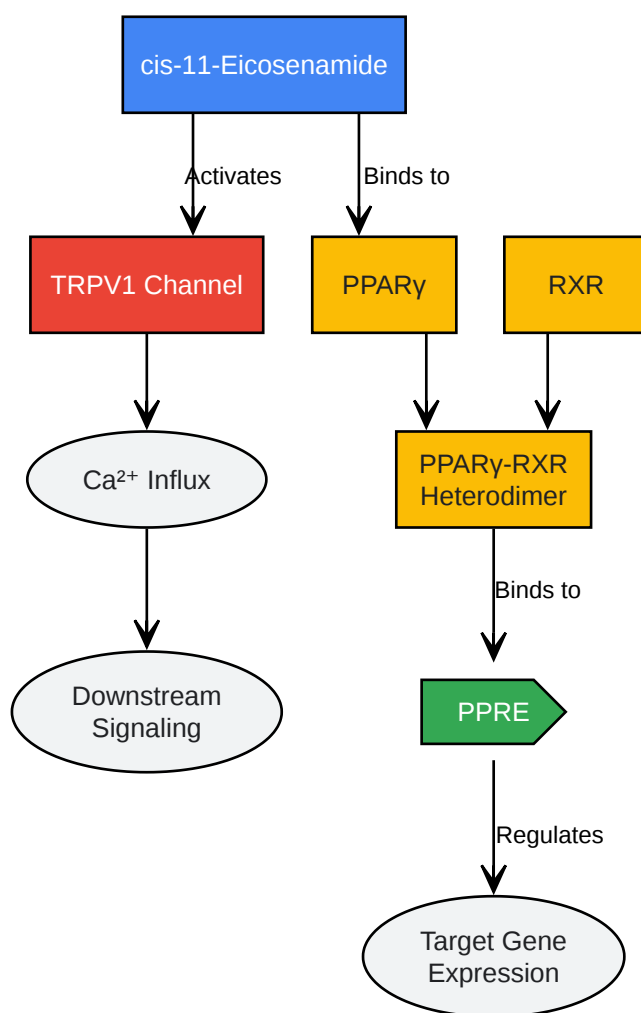 cis-11-Eicosenamide
Activates
Binds to
TRPV1 Channel
PPARγ
RXR
Ca²⁺ Influx
PPARγ-RXR
Heterodimer
Binds to
Downstream
Signaling
PPRE
Regulates
Target Gene
Expression